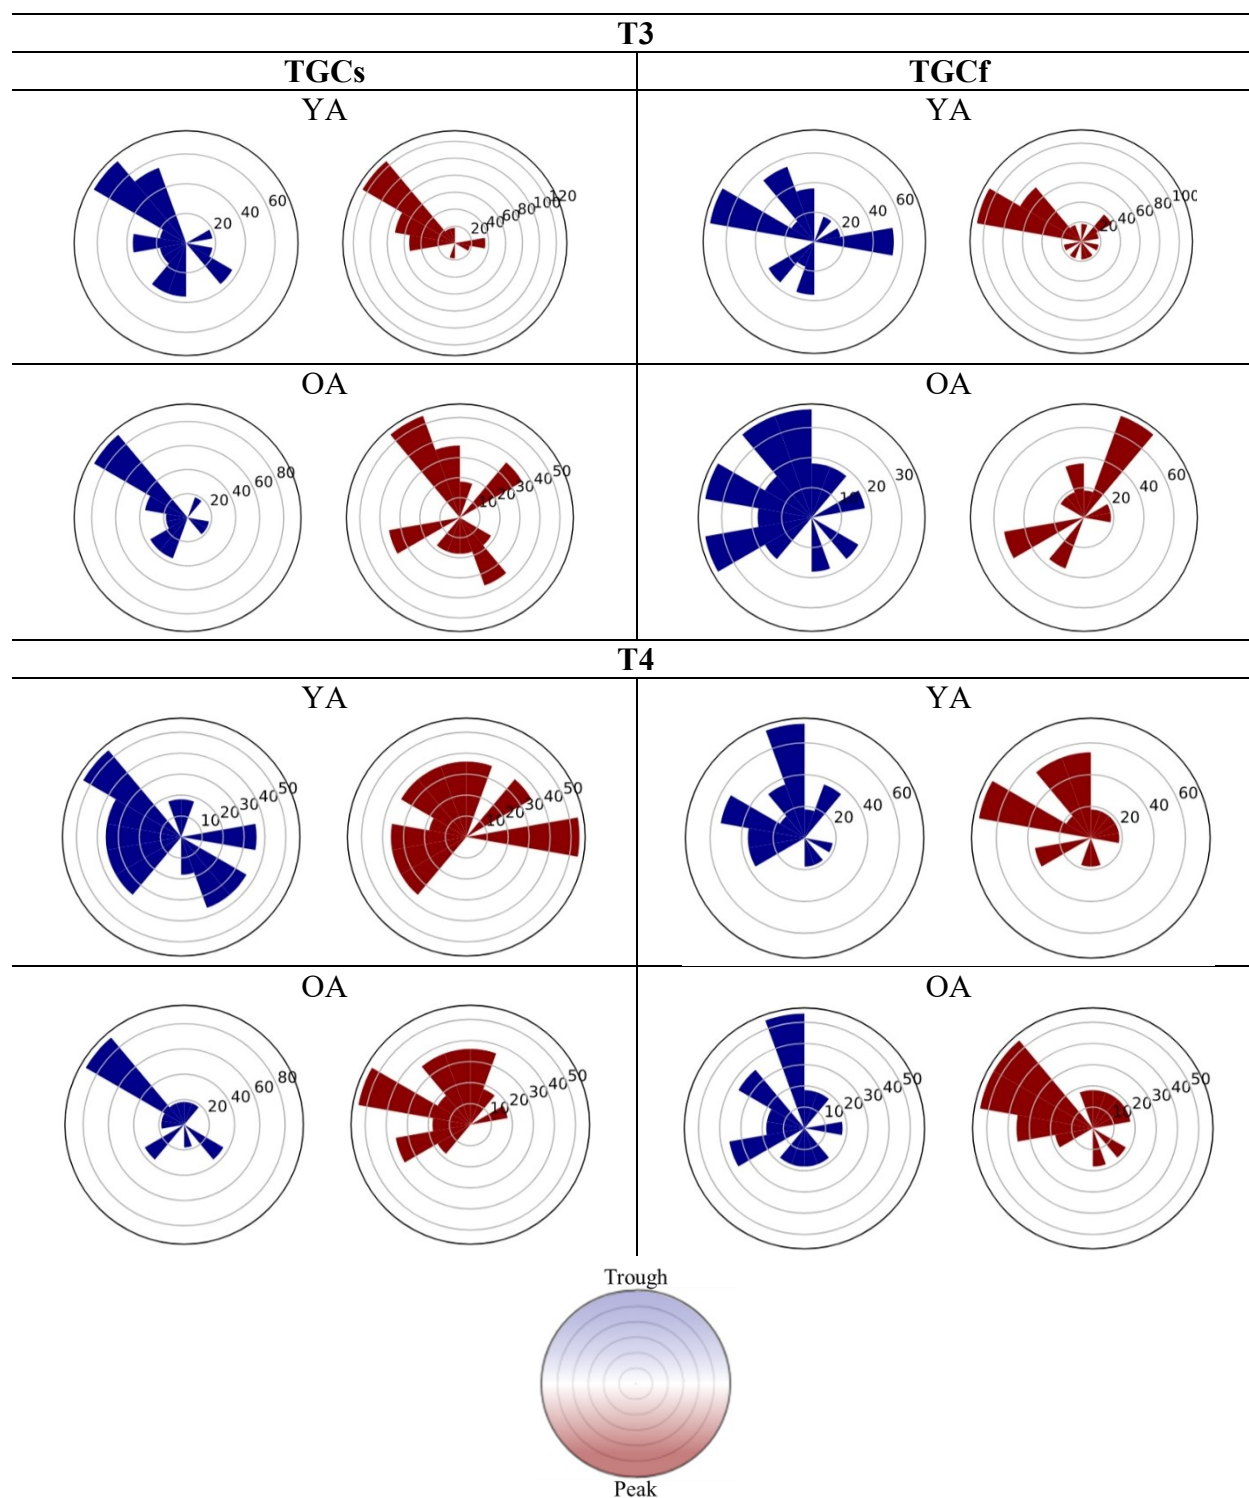 T3
TGCs TGCf
YA YA
20 40 60 20 40 60 80 100 120 20 40 60 20 40 60 80 100
OA OA
20 40 60 80 10 20 30 40 50 10 20 30 20 40 60
T4
YA YA
10 20 30 40 50 10 20 30 40 50 20 40 60 20 40 60
OA OA
20 40 60 80 10 20 30 40 50 10 20 30 40 50 10 20 30 40 50
Trough
Peak